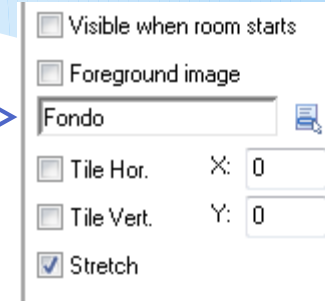 Visible when room starts
Foreground image
Fondo
Tile Hor. X: 0
Tile Vert. Y: 0
Stretch